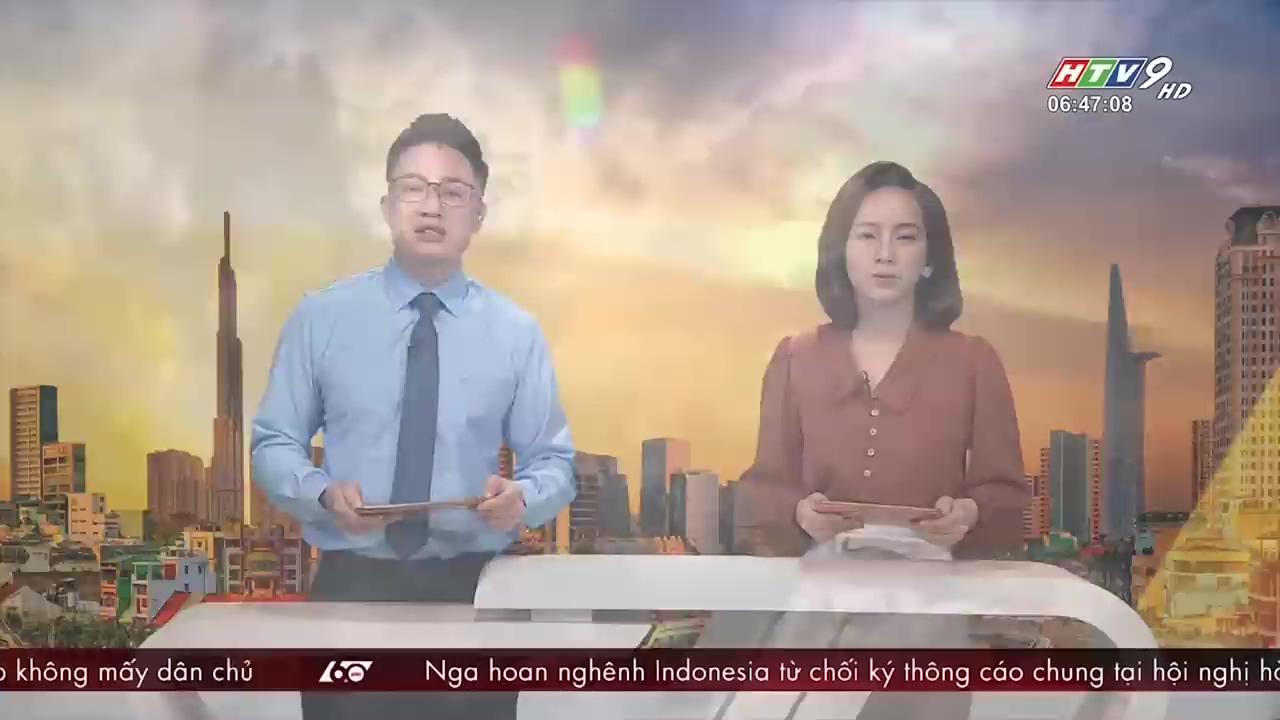 HTV9 HD
06:47:08
không mấy dân chủ
60
Nga hoan nghênh Indonesia từ chối ký thông cáo chung tại hội nghị